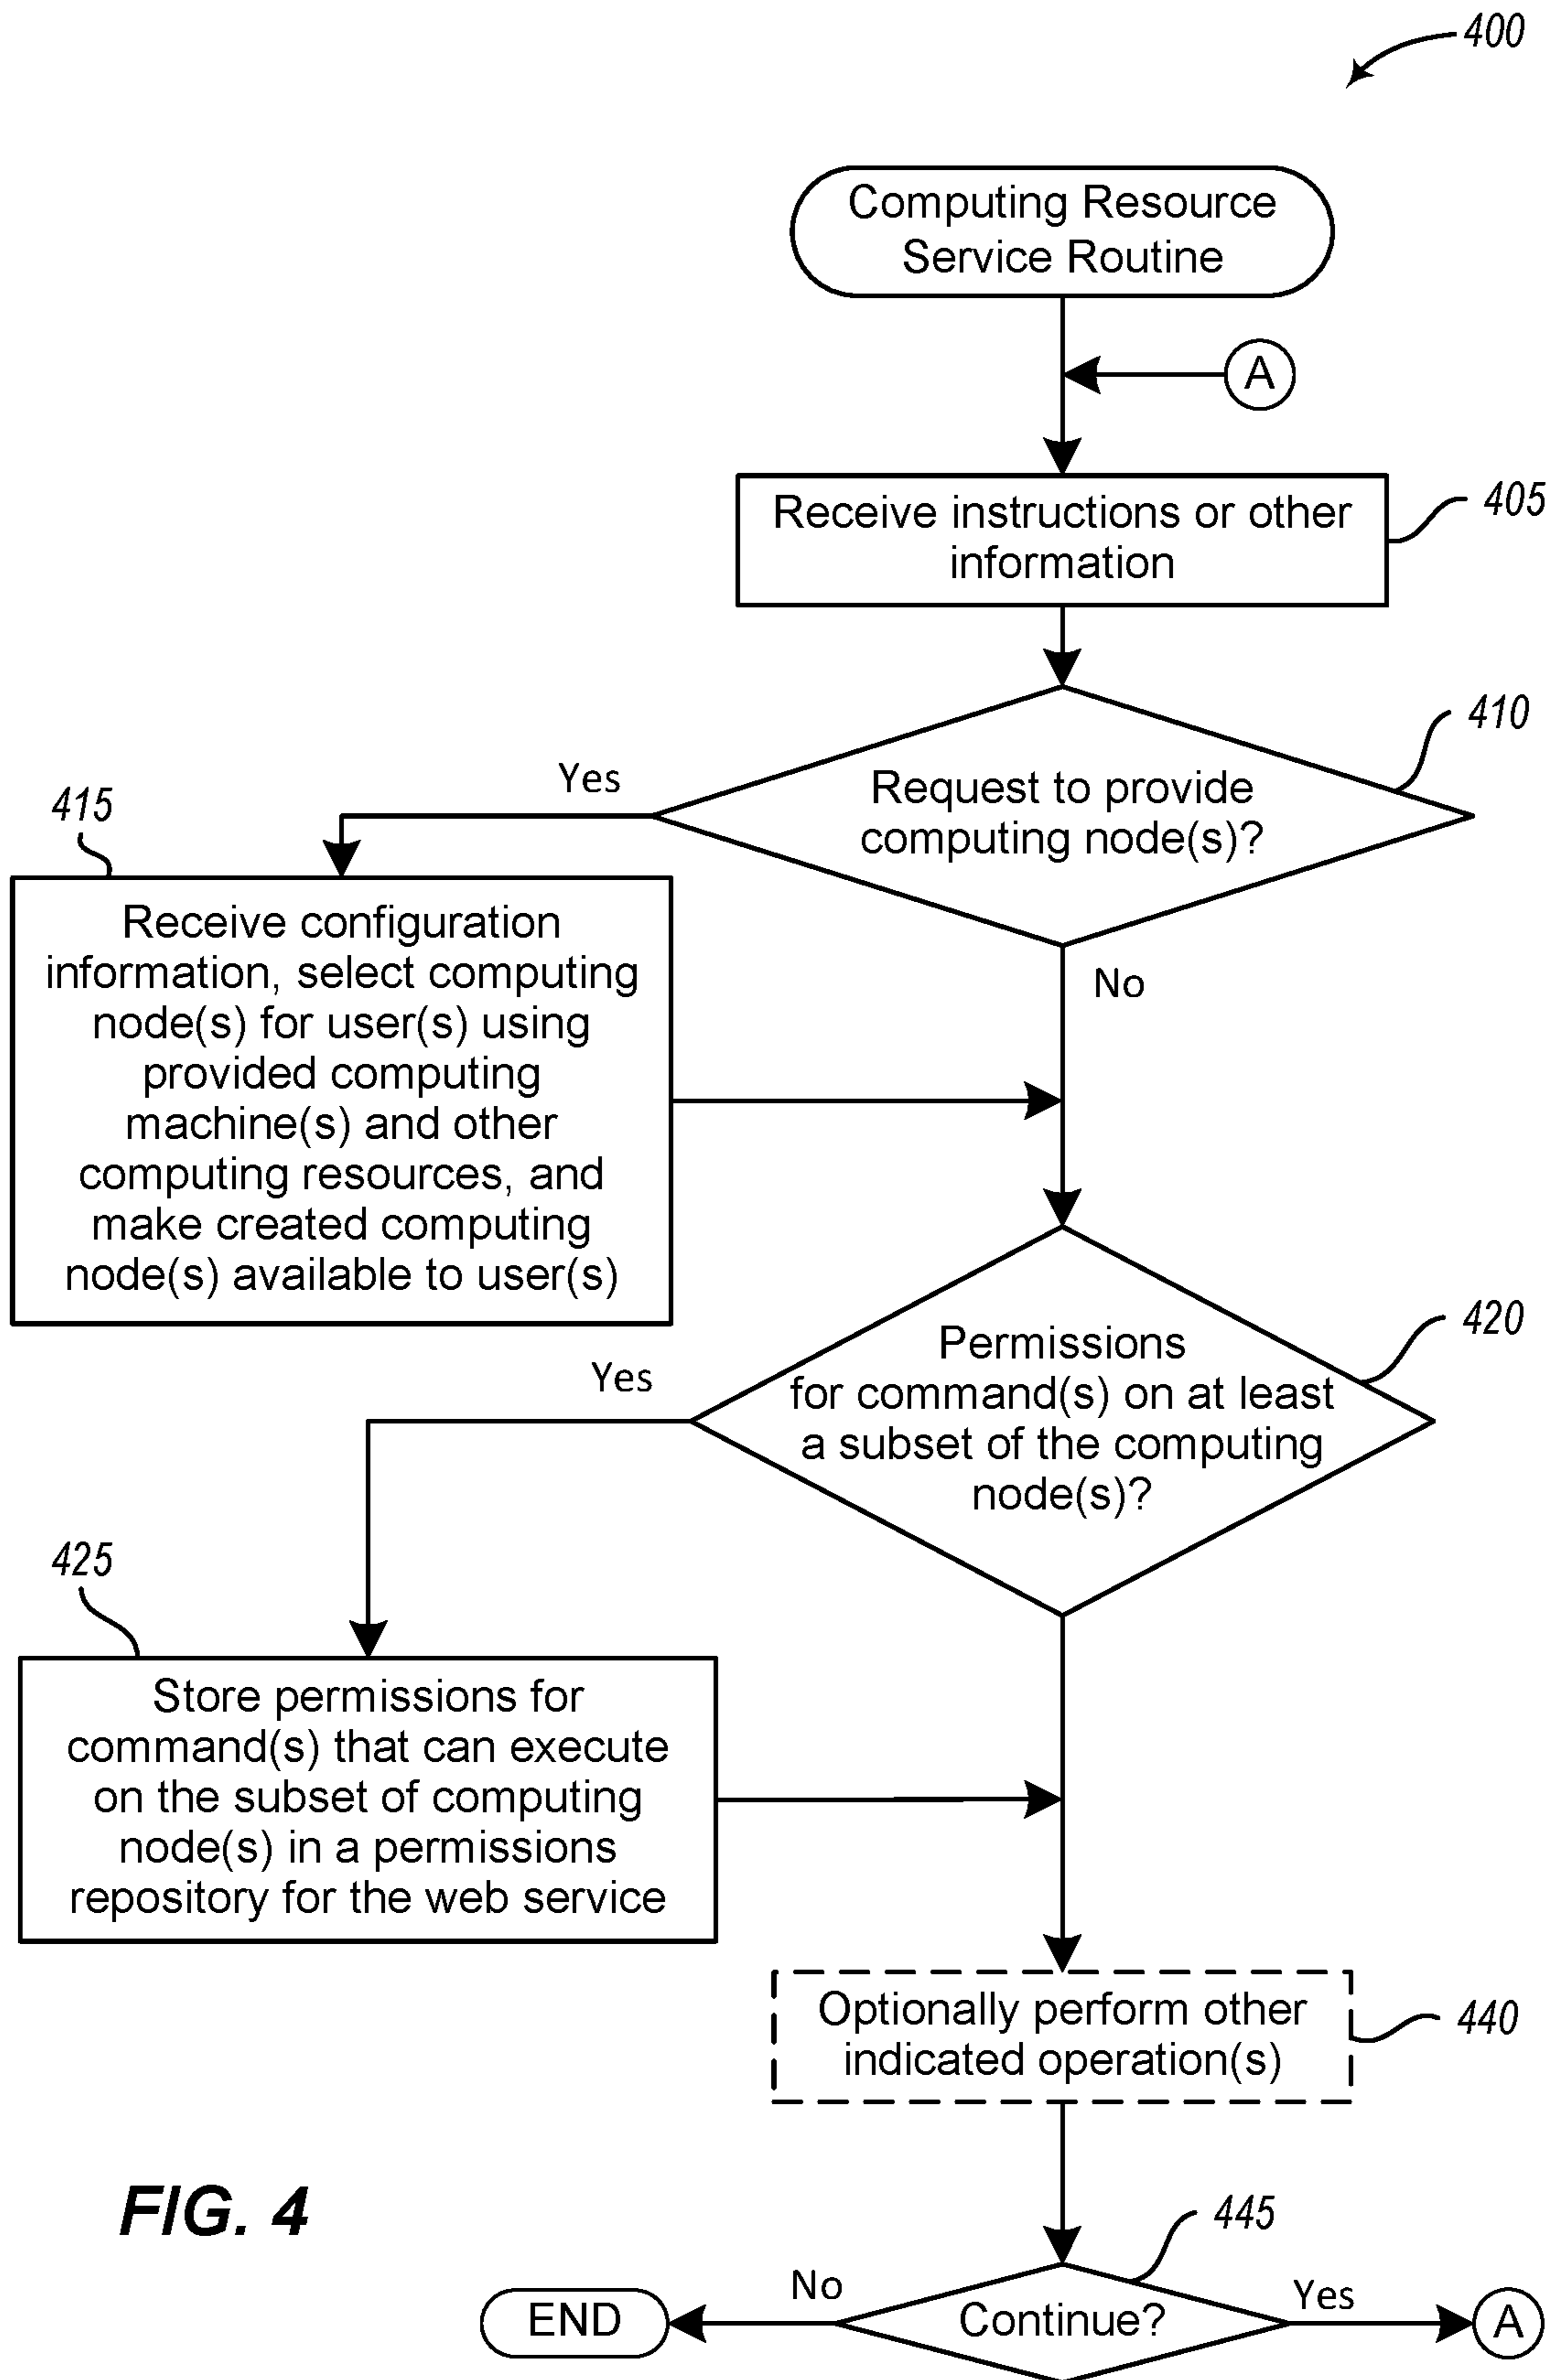 400
Computing Resource
Service Routine
A
405
Receive instructions or other
information
410
Request to provide
computing node(s)?
Yes
No
415
Receive configuration
information, select computing
node(s) for user(s) using
provided computing
machine(s) and other
computing resources, and
make created computing
node(s) available to user(s)
420
Permissions
for command(s) on at least
a subset of the computing
node(s)?
Yes
425
Store permissions for
command(s) that can execute
on the subset of computing
node(s) in a permissions
repository for the web service
Optionally perform other
indicated operation(s)
440
FIG. 4
445
Continue?
No
END
Yes
A